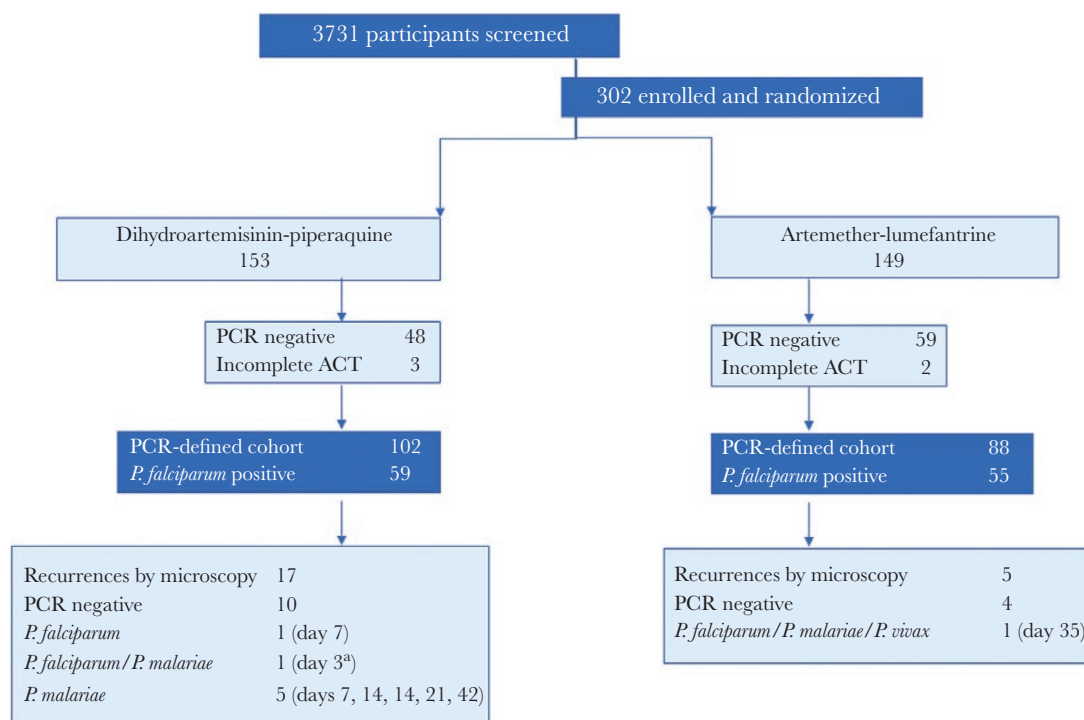 3731 participants screened
302 enrolled and randomized
Dihydroartemisinin-piperaquine
153
Artemether-lumefantrine
149
PCR negative 48
Incomplete ACT 3
PCR negative 59
Incomplete ACT 2
PCR-defined cohort 102
P. falciparum positive 59
PCR-defined cohort 88
P. falciparum positive 55
Recurrences by microscopy 17
PCR negative 10
P. falciparum 1 (day 7)
P. falciparum/P. malariae 1 (day 3ª)
P. malariae 5 (days 7, 14, 14, 21, 42)
Recurrences by microscopy 5
PCR negative 4
P. falciparum/P. malariae/P. vivax 1 (day 35)